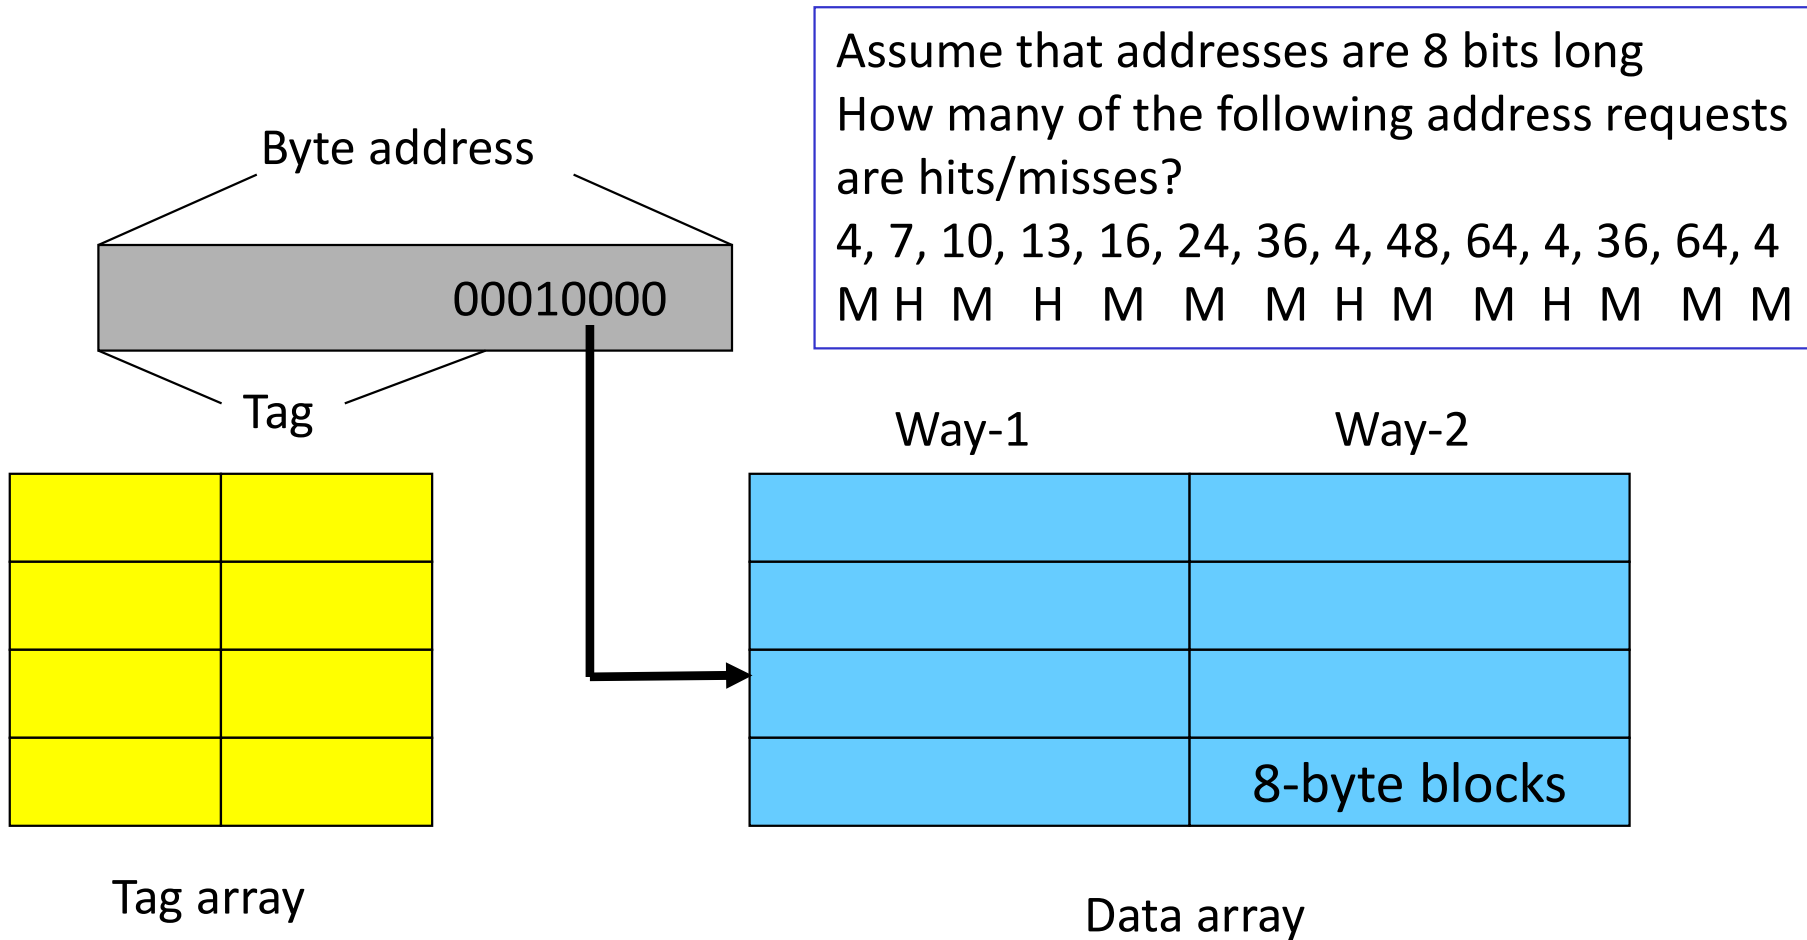 Assume that addresses are 8 bits long
How many of the following address requests
are hits/misses?
4, 7, 10, 13, 16, 24, 36, 4, 48, 64, 4, 36, 64, 4
M H M H M M M H M M H M M M
Byte address
00010000
Tag
Way-1
Way-2
8-byte blocks
Tag array
Data array